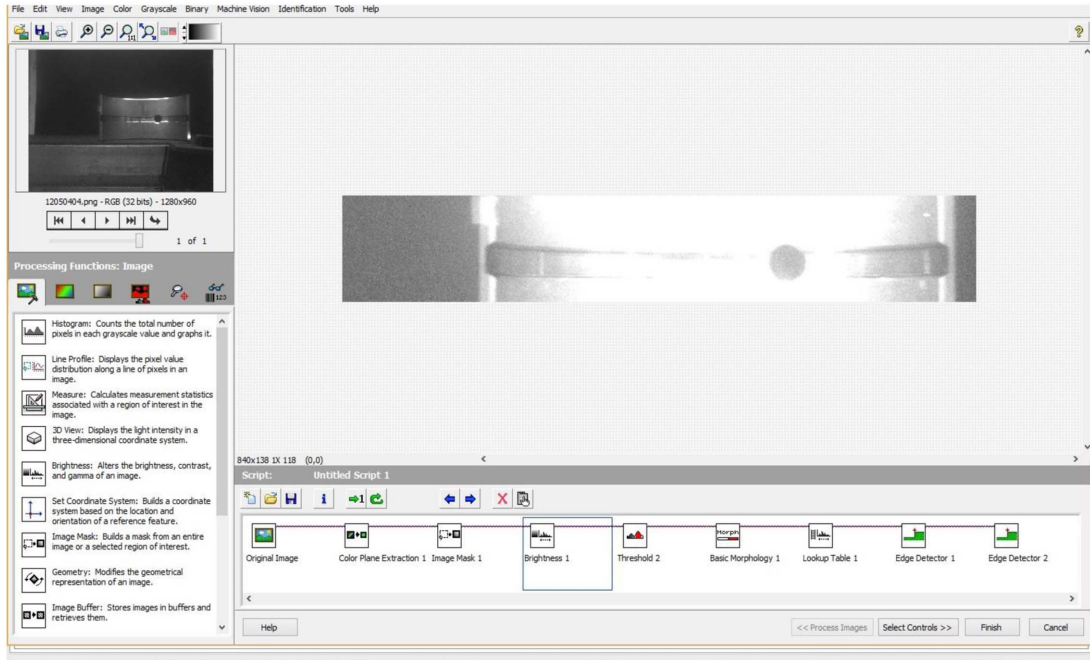 File Edit View Image Color Grayscale Binary Machine Vision Identification Tools Help
1:1
12050404.png - RGB (32 bits) - 1280x960
1 of 1
Processing Functions: Image
123
Histogram: Counts the total number of
pixels in each grayscale value and graphs it.
Line Profile: Displays the pixel value
distribution along a line of pixels in an
image.
Measure: Calculates measurement statistics
associated with a region of interest in the
image.
3D View: Displays the light intensity in a
three-dimensional coordinate system.
Brightness: Alters the brightness, contrast,
and gamma of an image.
Set Coordinate System: Builds a coordinate
system based on the location and
orientation of a reference feature.
Image Mask: Builds a mask from an entire
image or a selected region of interest.
Geometry: Modifies the geometrical
representation of an image.
Image Buffer: Stores images in buffers and
retrieves them.
840x138 1X 118 (0,0)
Script: Untitled Script 1
1
Morph
Original Image Color Plane Extraction 1 Image Mask 1 Brightness 1 Threshold 2 Basic Morphology 1 Lookup Table 1 Edge Detector 1 Edge Detector 2
Help << Process Images Select Controls >> Finish Cancel